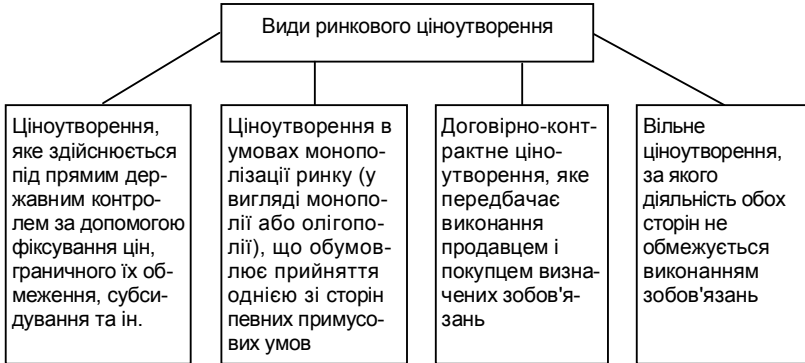 Види ринкового ціноутворення
Ціноутворення,
яке здійснюється
під прямим дер-
жавним контро-
лем за допомогою
фіксування цін,
граничного їх об-
меження, субси-
дування та ін.
Ціноутворення в
умовах монопо-
лізації ринку (у
вигляді монопо-
лії або олігопо-
лії), що обумов-
лює прийняття
однією зі сторін
певних примусо-
вих умов
Договірно-конт-
рактне ціно-
утворення, яке
передбачає
виконання
продавцем і
покупцем визна-
чених зобов'я-
зань
Вільне
ціноутворення,
за якого
діяльність обох
сторін не
обмежується
виконанням
зобов'язань